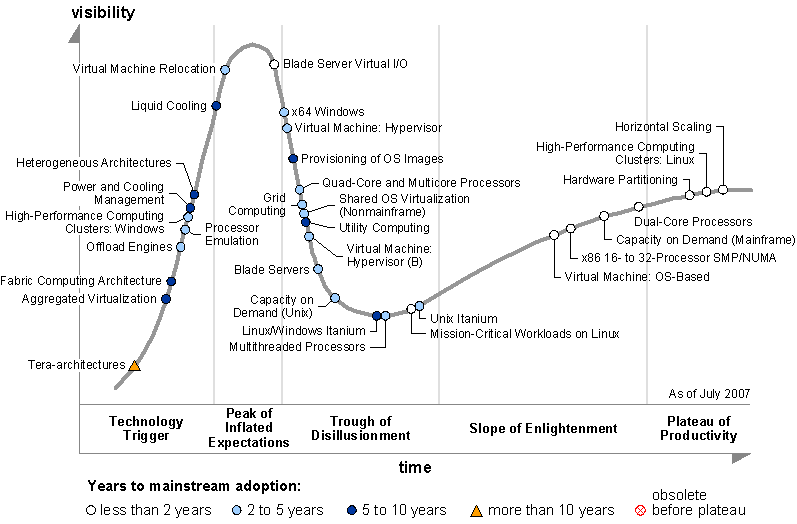 visibility
Virtual Machine Relocation
Blade Server Virtual I/O
Liquid Cooling
x64 Windows
Virtual Machine: Hypervisor
Provisioning of OS Images
Heterogeneous Architectures
Power and Cooling
Management
High-Performance Computing
Clusters: Windows
Processor
Emulation
Offload Engines
Fabric Computing Architecture
Aggregated Virtualization
Tera-architectures
Quad-Core and Multicore Processors
Grid
Computing
Shared OS Virtualization
(Nonmainframe)
Utility Computing
Virtual Machine:
Hypervisor (B)
Blade Servers
Capacity on
Demand (Unix)
Linux/Windows Itanium
Multithreaded Processors
Unix Itanium
Mission-Critical Workloads on Linux
Horizontal Scaling
High-Performance Computing
Clusters: Linux
Hardware Partitioning
Dual-Core Processors
Capacity on Demand (Mainframe)
x86 16- to 32-Processor SMP/NUMA
Virtual Machine: OS-Based
As of July 2007
Technology
Trigger
Peak of
Inflated
Expectations
Trough of
Disillusionment
Slope of Enlightenment
Plateau of
Productivity
time
Years to mainstream adoption:
less than 2 years
2 to 5 years
5 to 10 years
more than 10 years
obsolete
before plateau